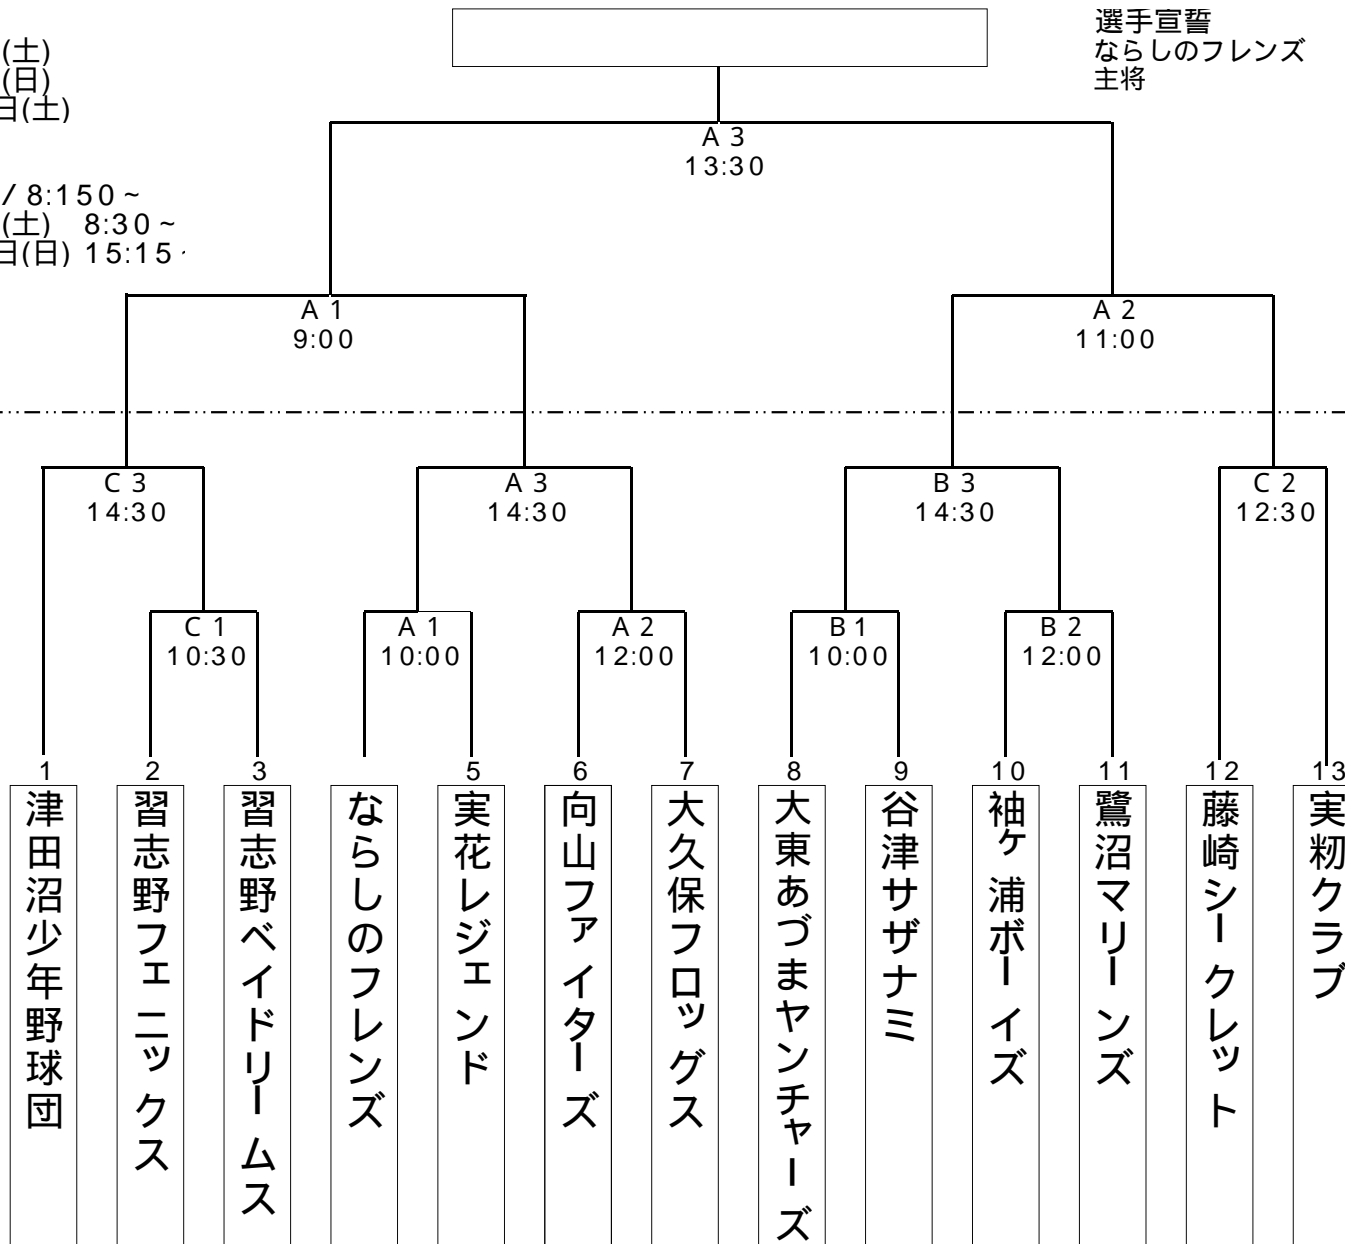 選手宣誓
ならしのフレンズ
主将
(土)
(日)
日(土)
/ 8:150 ~
(土) 8:30 ~
日(日) 15:15
A 3
13:30
A 1
9:00
A 2
11:00
C 3
14:30
A 3
14:30
B 3
14:30
C 2
12:30
C 1
10:30
A 1
10:00
A 2
12:00
B 1
10:00
B 2
12:00
1
津田沼少年野球団
2
習志野フェニックス
3
習志野ベイドリームス
ならしのフレンズ
5
実花レジェンド
6
向山ファイターズ
7
大久保フロッグス
8
大東あづまヤンチャーズ
9
谷津サザナミ
10
袖ヶ浦ボーイズ
11
鷺沼マリーンズ
12
藤崎シークレット
13
実籾クラブ